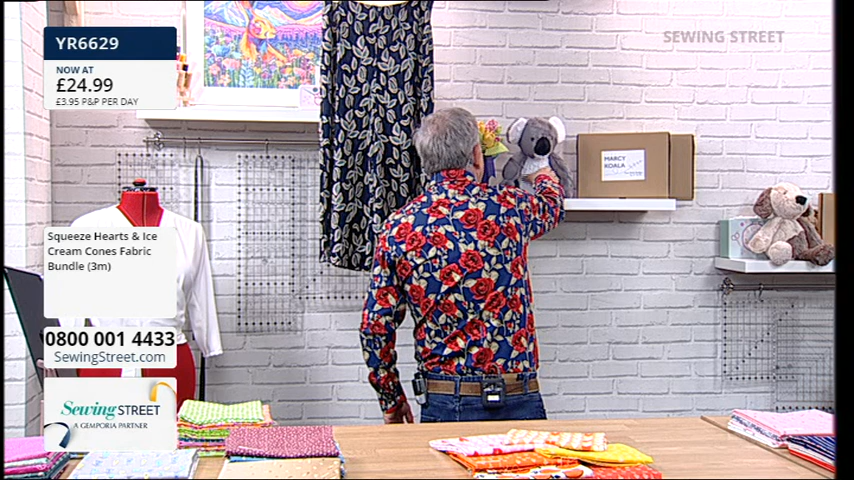 YR6629
NOW AT
£24.99
£3.95 P&P PER DAY
SEWING STREET
MARCY
KOALA
Squeeze Hearts & Ice
Cream Cones Fabric
Bundle (3m)
0800 001 4433
SewingStreet.com
Sewing STREET
A GEMPORIA PARTNER